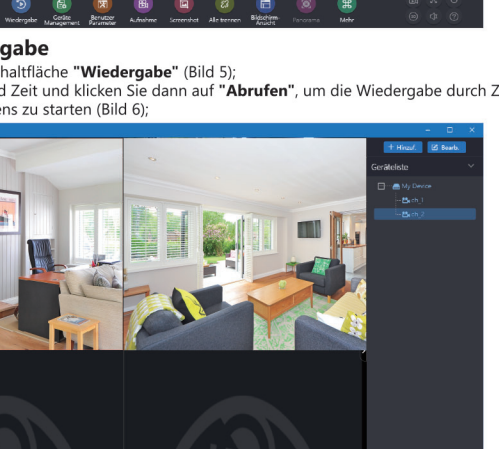 Wiedergabe Geräte Management Benutzer Parameter Aufnahme Screenshot Alle trennen Bildschirm-Ansicht Panorama Mehr
gabe
haltfläche "Wiedergabe" (Bild 5);
d Zeit und klicken Sie dann auf "Abrufen", um die Wiedergabe durch Z
ens zu starten (Bild 6);
+ Hinzuf. Bearb.
Geräteliste
My Device
ch_1
ch_2